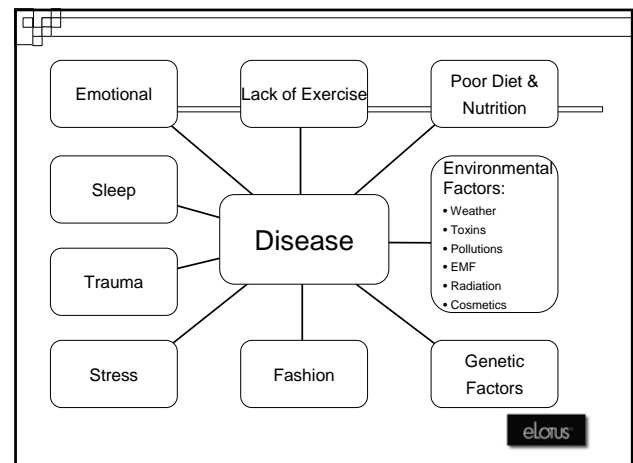 Emotional
Lack of Exercise
Poor Diet &
Nutrition
Sleep
Environmental
Factors:
• Weather
• Toxins
• Pollutions
• EMF
• Radiation
• Cosmetics
Disease
Trauma
Stress
Fashion
Genetic
Factors
eLotus